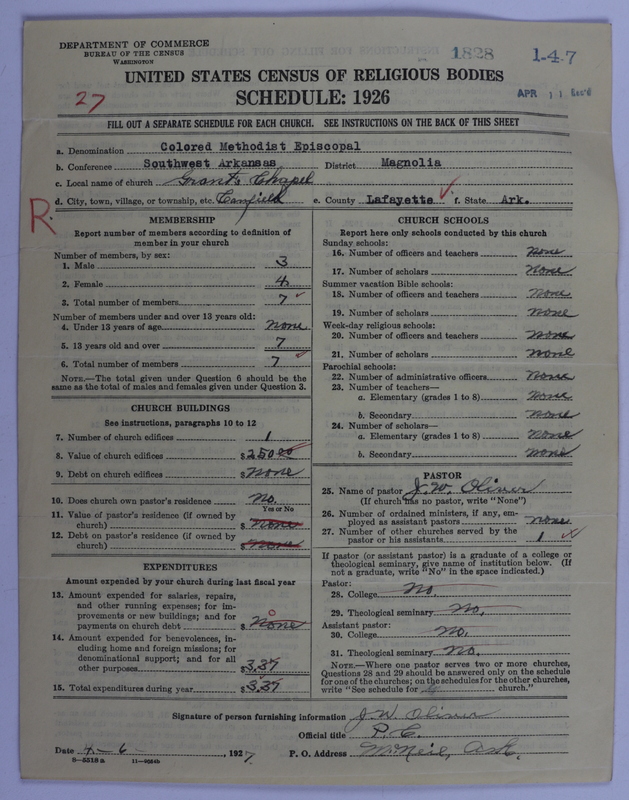 DEPARTMENT OF COMMERCE
BUREAU OF THE CENSUS
WASHINGTON
1828
1-4-7
UNITED STATES CENSUS OF RELIGIOUS BODIES
27
SCHEDULE: 1926
APR 11
FILL OUT A SEPARATE SCHEDULE FOR EACH CHURCH. SEE INSTRUCTIONS ON THE BACK OF THIS SHEET
a. Denomination Colored Methodist Episcopal
b. Conference Southwest Arkansas District Magnolia
c. Local name of church Grants Chapel
d. City, town, village, or township, etc. Canfield e. County Lafayette f. State Ark.
R.
MEMBERSHIP
Report number of members according to definition of
member in your church
Number of members, by sex:
1. Male 3
2. Female 4
3. Total number of members 7
Number of members under and over 13 years old:
4. Under 13 years of age None
5. 13 years old and over 7
6. Total number of members 7
NOTE.—The total given under Question 6 should be the
same as the total of males and females given under Question 3.
CHURCH BUILDINGS
See instructions, paragraphs 10 to 12
7. Number of church edifices 1
8. Value of church edifices $250.00
9. Debt on church edifices $None
10. Does church own pastor's residence No.
Yes or No
11. Value of pastor's residence (if owned by
church) $ None
12. Debt on pastor's residence (if owned by
church) $ None
EXPENDITURES
Amount expended by your church during last fiscal year
13. Amount expended for salaries, repairs,
and other running expenses; for im-
provements or new buildings; and for
payments on church debt $ None 0
14. Amount expended for benevolences, in-
cluding home and foreign missions; for
denominational support; and for all
other purposes $3.37
15. Total expenditures during year $3.37
CHURCH SCHOOLS
Report here only schools conducted by this church
Sunday schools:
16. Number of officers and teachers None
17. Number of scholars None
Summer vacation Bible schools:
18. Number of officers and teachers None
19. Number of scholars None
Week-day religious schools:
20. Number of officers and teachers None
21. Number of scholars None
Parochial schools:
22. Number of administrative officers None
23. Number of teachers—
a. Elementary (grades 1 to 8) None
b. Secondary None
24. Number of scholars—
a. Elementary (grades 1 to 8) None
b. Secondary None
PASTOR
25. Name of pastor J. W. Oliver
(If church has no pastor, write "None")
26. Number of ordained ministers, if any, em-
ployed as assistant pastors None
27. Number of other churches served by the
pastor or his assistants 1
If pastor (or assistant pastor) is a graduate of a college or
theological seminary, give name of institution below. (If
not a graduate, write "No" in the space indicated.)
Pastor:
28. College No.
29. Theological seminary No.
Assistant pastor:
30. College No.
31. Theological seminary No.
NOTE.—Where one pastor serves two or more churches,
Questions 28 and 29 should be answered only on the schedule
for one of the churches; on the schedules for the other churches,
write "See schedule for church."
Signature of person furnishing information J. W. Oliver
Official title P. C.
Date 4-6-, 1927 P. O. Address McNeil, Ark.
8-5518 a 11-9054b